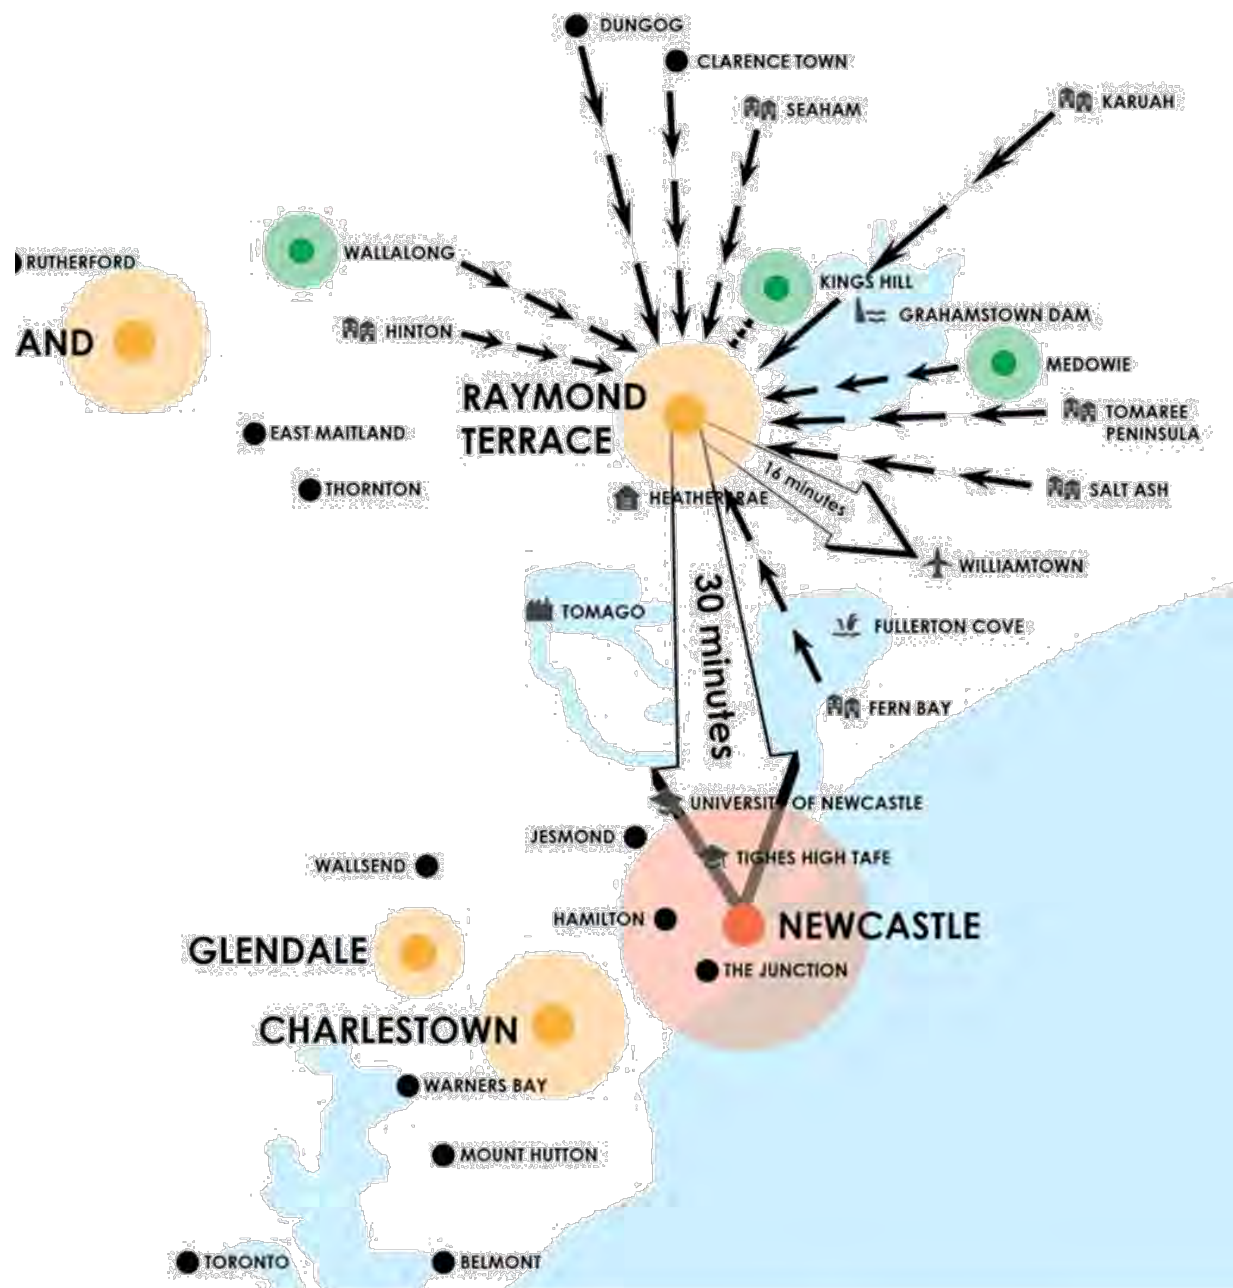 DUNGOG
CLARENCE TOWN
SEAHAM
KARUAH
WALLALONG
RUTHERFORD
KINGS HILL
GRAHAMSTOWN DAM
HINTON
AND
MEDOWIE
RAYMOND
TERRACE
TOMAREE
PENINSULA
EAST MAITLAND
16 minutes
THORNTON
SALT ASH
HEATHERBRAE
WILLIAMTOWN
30 minutes
TOMAGO
FULLERTON COVE
FERN BAY
UNIVERSITY OF NEWCASTLE
JESMOND
TIGHES HIGH TAFE
WALLSEND
HAMILTON
NEWCASTLE
GLENDALE
THE JUNCTION
CHARLESTOWN
WARNERS BAY
MOUNT HUTTON
TORONTO
BELMONT